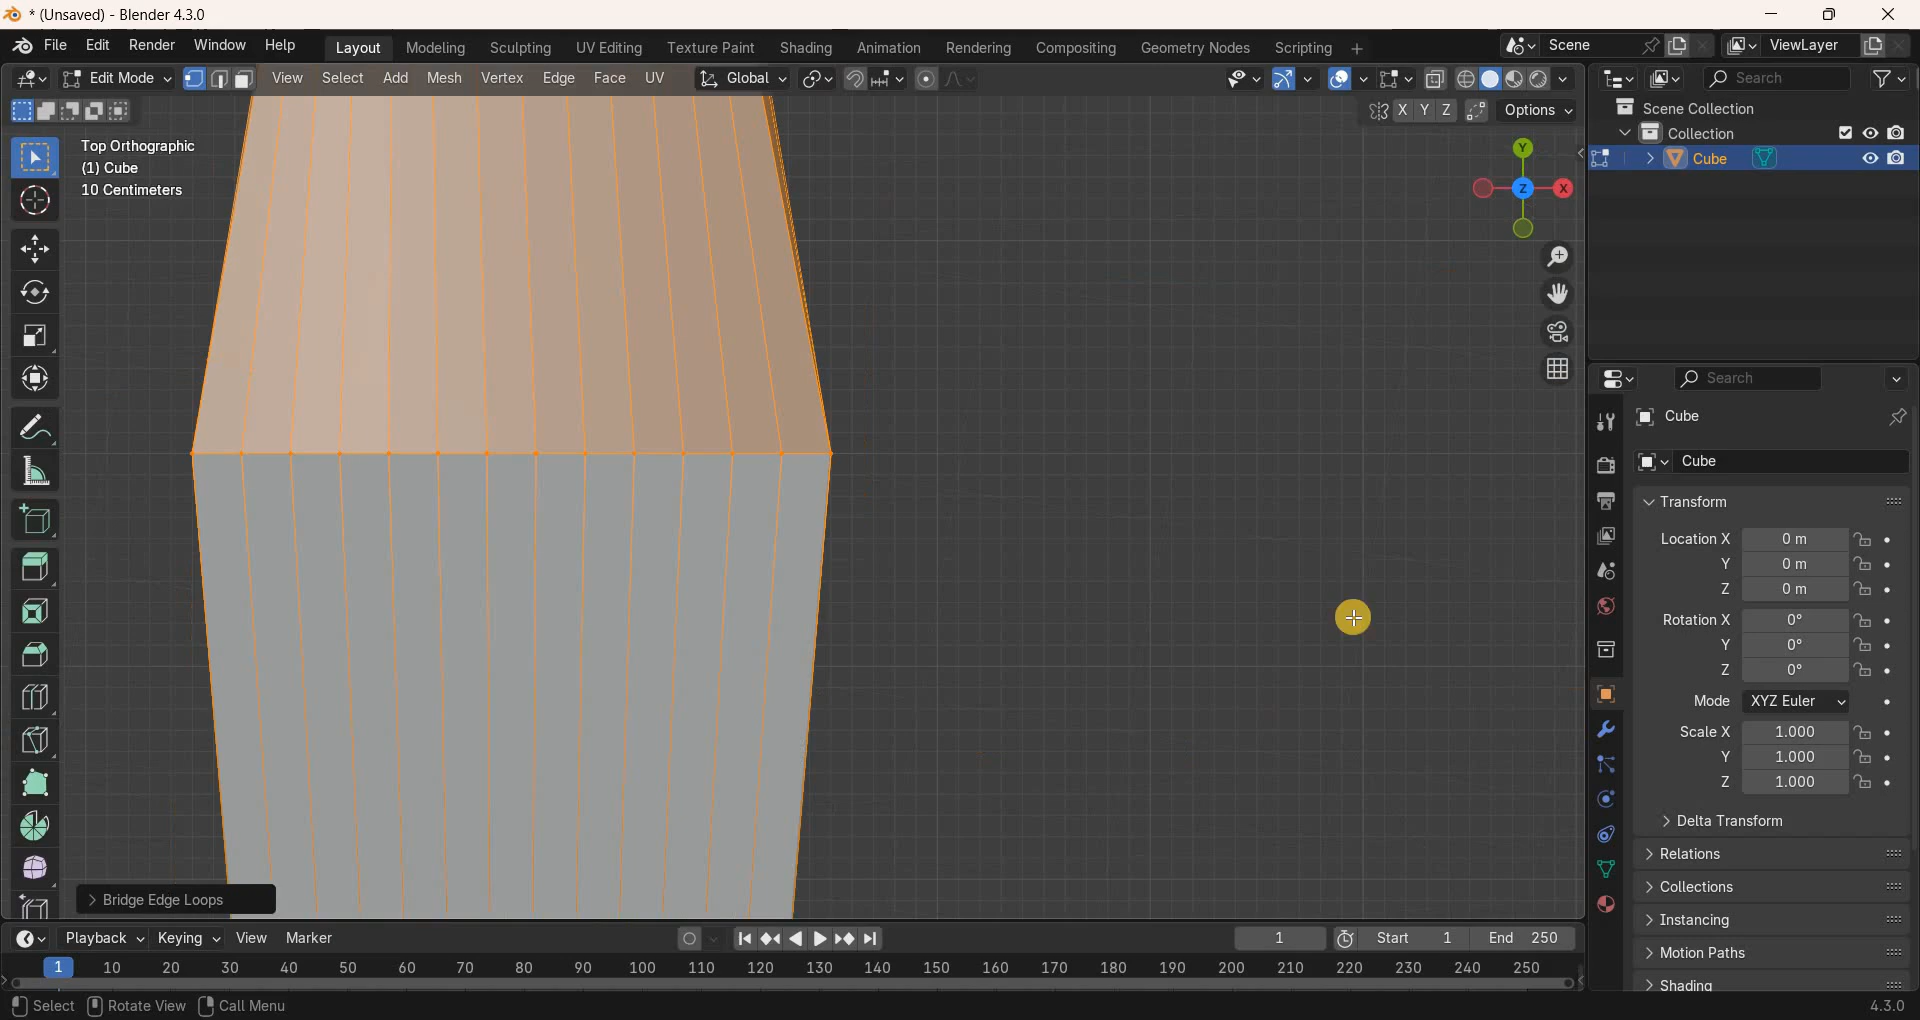 * (Unsaved) - Blender 4.3.0
File Edit Render Window Help Layout Modeling Sculpting UV Editing Texture Paint Shading Animation Rendering Compositing Geometry Nodes Scripting + Scene ViewLayer
Edit Mode View Select Add Mesh Vertex Edge Face UV Global Search
X Y Z Options
Scene Collection
Collection
Cube
Top Orthographic
(1) Cube
10 Centimeters
Y
Z X
Search
Cube
Cube
Transform
Location X 0 m
Y 0 m
Z 0 m
Rotation X 0°
Y 0°
Z 0°
Mode XYZ Euler
Scale X 1.000
Y 1.000
Z 1.000
Delta Transform
Relations
Collections
Instancing
Motion Paths
Shading
Bridge Edge Loops
Playback Keying View Marker 1 Start 1 End 250
1 10 20 30 40 50 60 70 80 90 100 110 120 130 140 150 160 170 180 190 200 210 220 230 240 250
Select Rotate View Call Menu 4.3.0